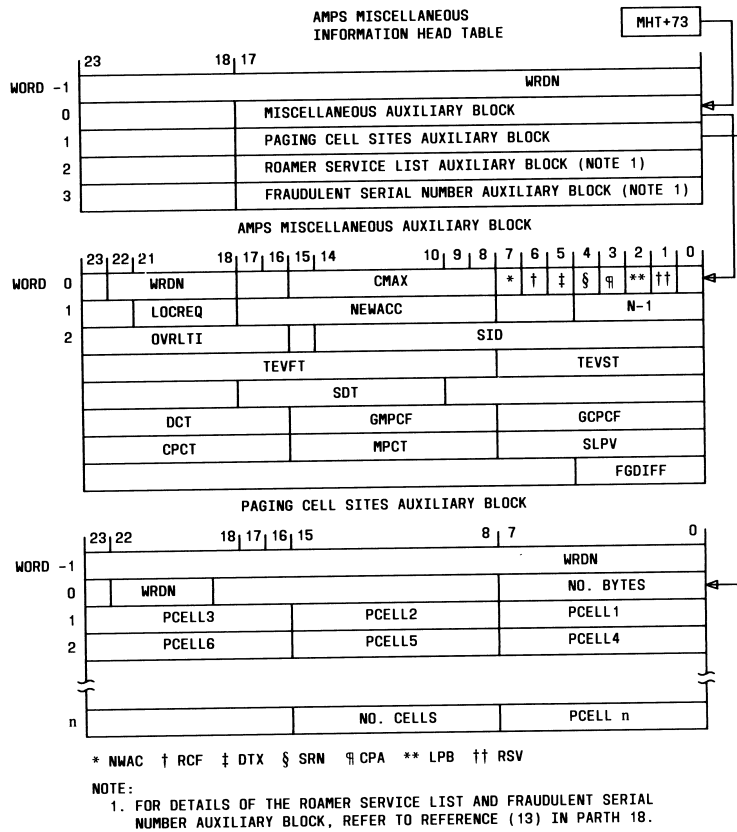 AMPS MISCELLANEOUS
INFORMATION HEAD TABLE
MHT+73
23 18 17
WORD -1 WRDN
0 MISCELLANEOUS AUXILIARY BLOCK
1 PAGING CELL SITES AUXILIARY BLOCK
2 ROAMER SERVICE LIST AUXILIARY BLOCK (NOTE 1)
3 FRAUDULENT SERIAL NUMBER AUXILIARY BLOCK (NOTE 1)
AMPS MISCELLANEOUS AUXILIARY BLOCK
23 22 21 18 17 16 15 14 10 9 8 7 6 5 4 3 2 1 0
WORD 0 WRDN CMAX * † ‡ § ¶ ** ††
1 LOCREQ NEWACC N-1
2 OVRLTI SID
TEVFT TEVST
SDT
DCT GMPCF GCPCF
CPCT MPCT SLPV
FGDIFF
PAGING CELL SITES AUXILIARY BLOCK
23 22 18 17 16 15 8 7 0
WORD -1 WRDN
0 WRDN NO. BYTES
1 PCELL3 PCELL2 PCELL1
2 PCELL6 PCELL5 PCELL4
n NO. CELLS PCELL n
* NWAC † RCF ‡ DTX § SRN ¶ CPA ** LPB †† RSV
NOTE:
1. FOR DETAILS OF THE ROAMER SERVICE LIST AND FRAUDULENT SERIAL
NUMBER AUXILIARY BLOCK, REFER TO REFERENCE (13) IN PARTH 18.